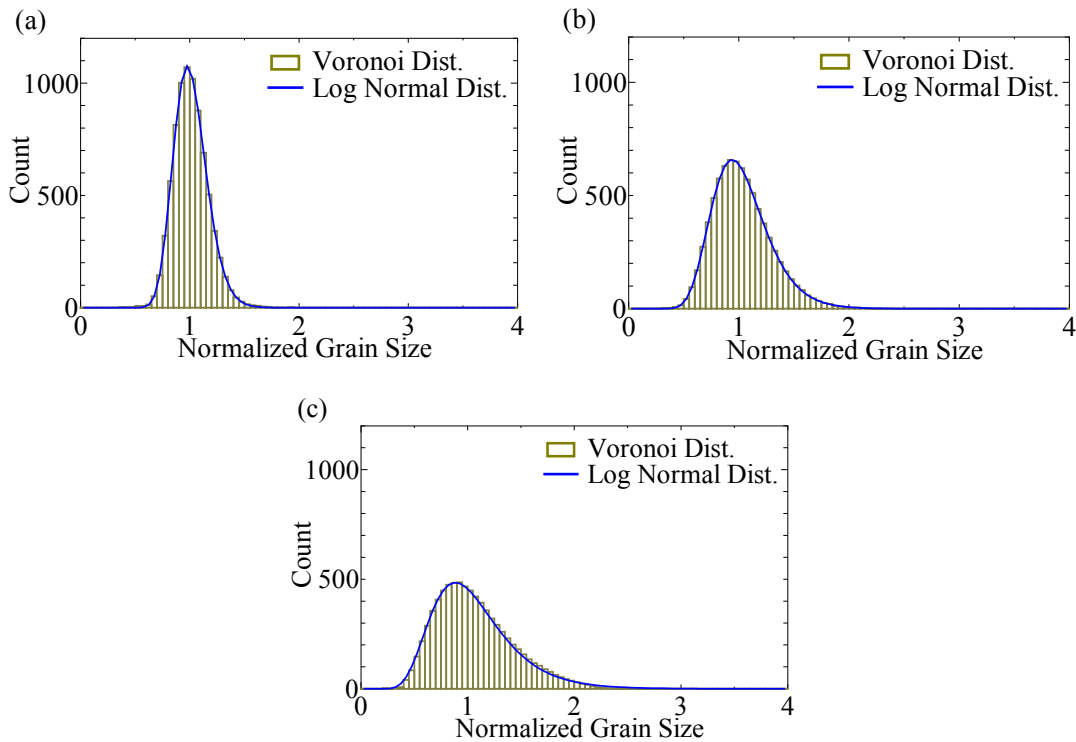 (a)
Voronoi Dist.
Log Normal Dist.
1000
500
0
Count
0 1 2 3 4
Normalized Grain Size
(b)
Voronoi Dist.
Log Normal Dist.
1000
500
0
Count
0 1 2 3 4
Normalized Grain Size
(c)
Voronoi Dist.
Log Normal Dist.
1000
500
0
Count
0 1 2 3 4
Normalized Grain Size